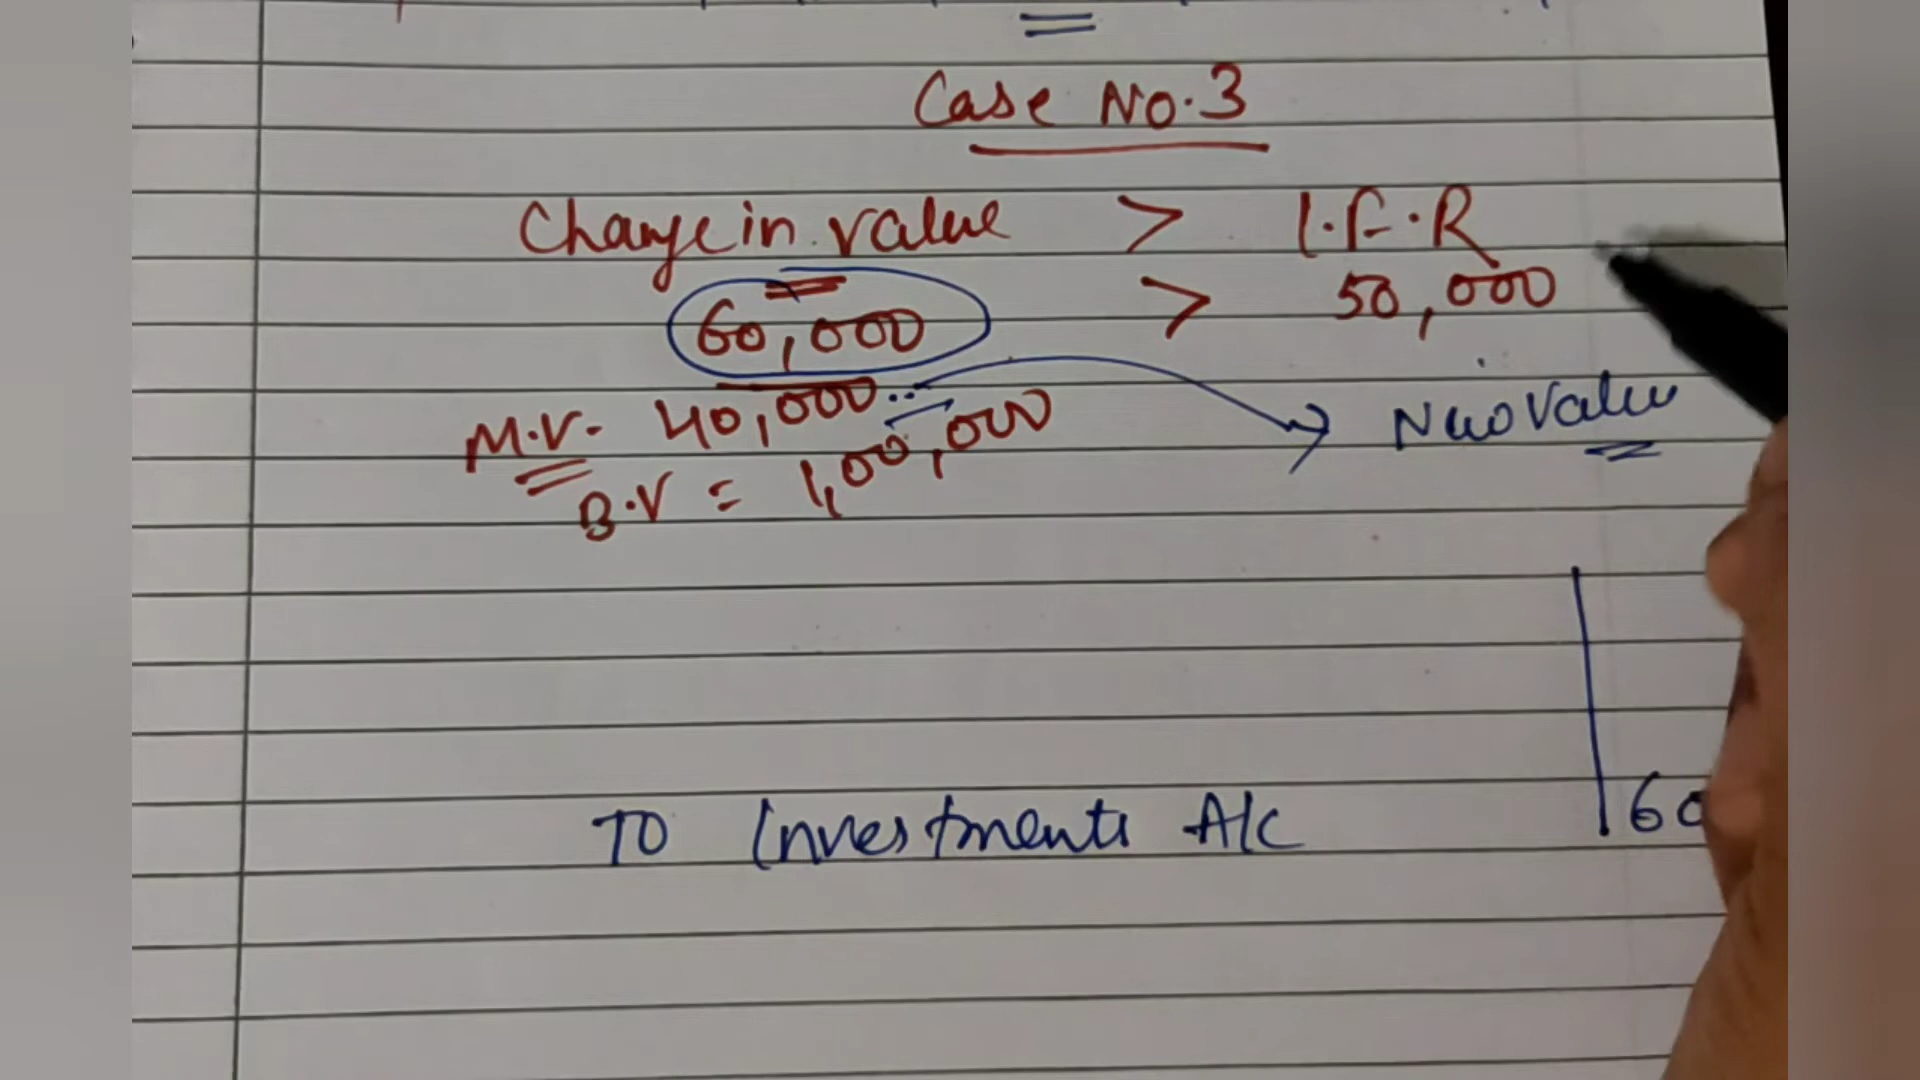 Case No.3
Change in value > I.F.R
60,000 > 50,000
M.V. 40,000..
New Value
B.V = 1,00,000
To Investments A/c 60